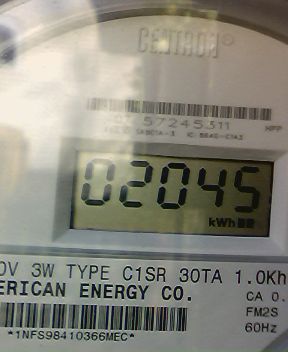 CENTRON®
57245311
02045
kWh
0V 3W TYPE C1SR 30TA 1.0Kh
ERICAN ENERGY CO.
CA 0.
FM2S
*1NFS98410366MEC*
60Hz